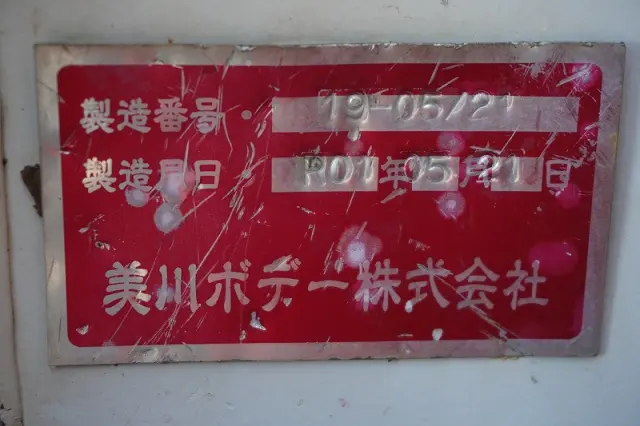 製造番号・19-05/21
製造月日 R01年05月21日
美川ボデー株式会社